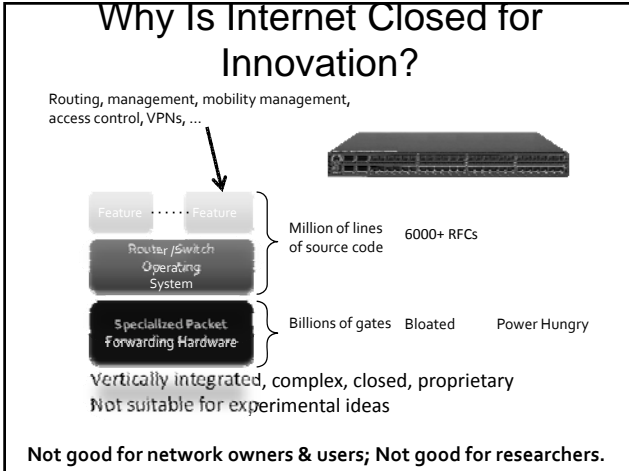 Why Is Internet Closed for
Innovation?
Routing, management, mobility management,
access control, VPNs, ...
Feature ...... Feature
Million of lines
of source code
6000+ RFCs
Router/Switch
Operating
System
Specialized Packet
Forwarding Hardware
Billions of gates
Bloated
Power Hungry
Vertically integrated, complex, closed, proprietary
Not suitable for experimental ideas
Not good for network owners & users; Not good for researchers.